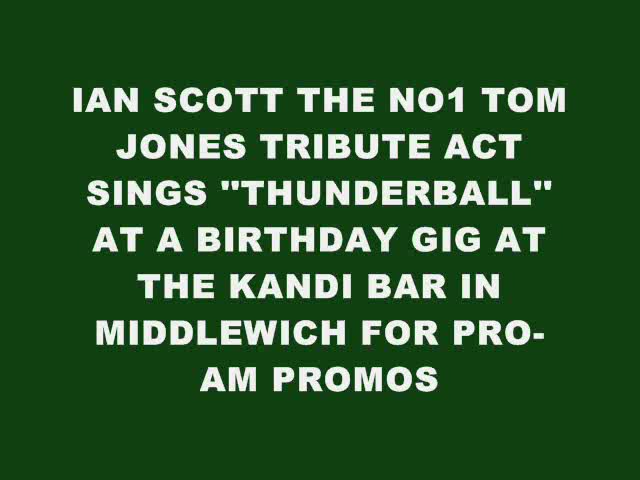 IAN SCOTT THE NO1 TOM
JONES TRIBUTE ACT
SINGS "THUNDERBALL"
AT A BIRTHDAY GIG AT
THE KANDI BAR IN
MIDDLEWICH FOR PRO-
AM PROMOS